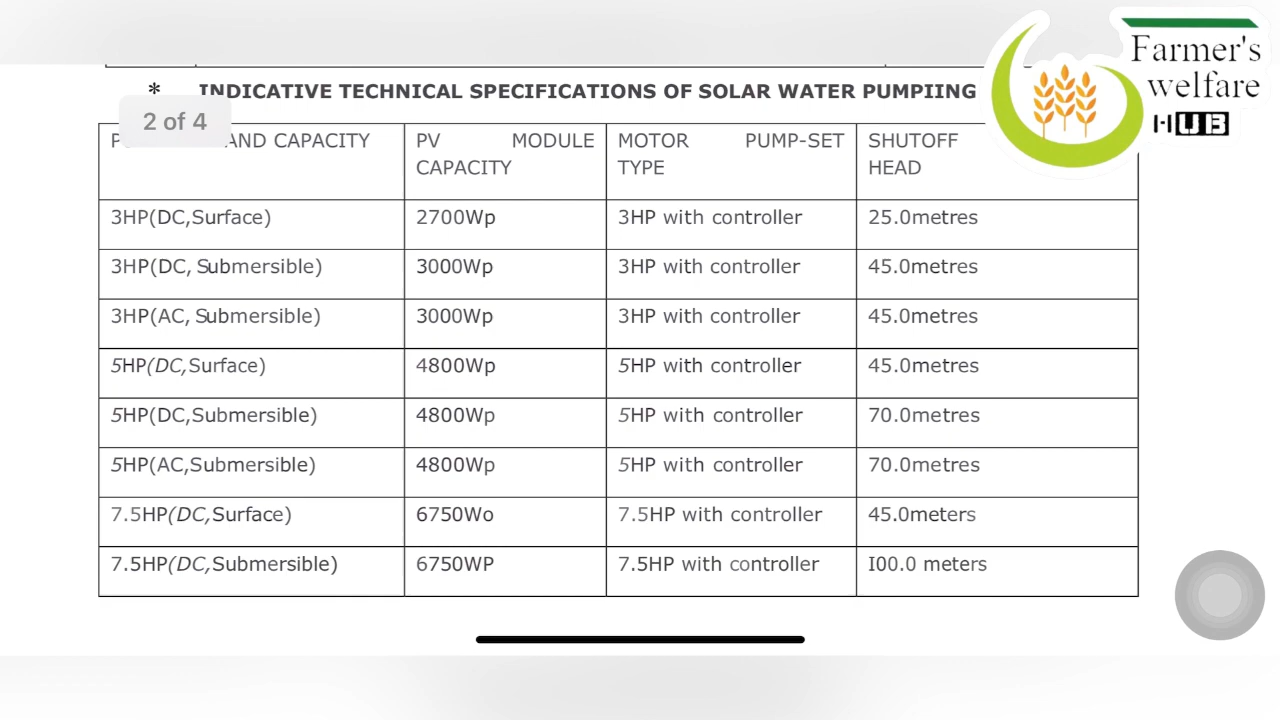 * INDICATIVE TECHNICAL SPECIFICATIONS OF SOLAR WATER PUMPIING
Farmer's
welfare
HUB
2 of 4
AND CAPACITY PV MODULE CAPACITY MOTOR PUMP-SET TYPE SHUTOFF HEAD
3HP(DC,Surface) 2700Wp 3HP with controller 25.0metres
3HP(DC, Submersible) 3000Wp 3HP with controller 45.0metres
3HP(AC, Submersible) 3000Wp 3HP with controller 45.0metres
5HP(DC,Surface) 4800Wp 5HP with controller 45.0metres
5HP(DC,Submersible) 4800Wp 5HP with controller 70.0metres
5HP(AC,Submersible) 4800Wp 5HP with controller 70.0metres
7.5HP(DC,Surface) 6750Wo 7.5HP with controller 45.0meters
7.5HP(DC,Submersible) 6750WP 7.5HP with controller I00.0 meters